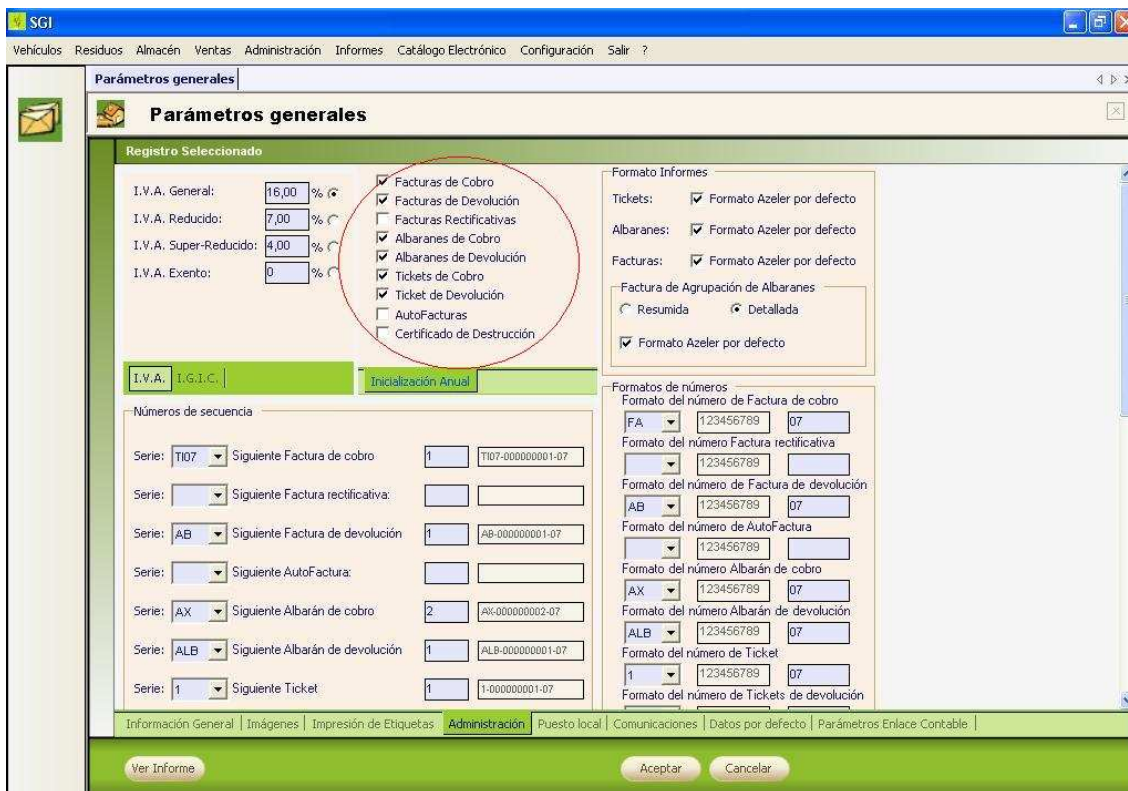 SGI
Vehículos Residuos Almacén Ventas Administración Informes Catálogo Electrónico Configuración Salir ?
Parámetros generales
Parámetros generales
Registro Seleccionado
I.V.A. General: 16,00 %
I.V.A. Reducido: 7,00 %
I.V.A. Super-Reducido: 4,00 %
I.V.A. Exento: 0 %
I.V.A. I.G.I.C.
Facturas de Cobro
Facturas de Devolución
Facturas Rectificativas
Albaranes de Cobro
Albaranes de Devolución
Tickets de Cobro
Ticket de Devolución
AutoFacturas
Certificado de Destrucción
Inicialización Anual
Formato Informes
Tickets: Formato Azeler por defecto
Albaranes: Formato Azeler por defecto
Facturas: Formato Azeler por defecto
Factura de Agrupación de Albaranes
Resumida Detallada
Formato Azeler por defecto
Números de secuencia
Serie: TI07 Siguiente Factura de cobro 1 TI07-000000001-07
Serie: Siguiente Factura rectificativa:
Serie: AB Siguiente Factura de devolución 1 AB-000000001-07
Serie: Siguiente AutoFactura:
Serie: AX Siguiente Albarán de cobro 2 AX-000000002-07
Serie: ALB Siguiente Albarán de devolución 1 ALB-000000001-07
Serie: 1 Siguiente Ticket 1 1-000000001-07
Formatos de números
Formato del número de Factura de cobro
FA 123456789 07
Formato del número Factura rectificativa
123456789
Formato del número de Factura de devolución
AB 123456789 07
Formato del número de AutoFactura
123456789
Formato del número Albarán de cobro
AX 123456789 07
Formato del número Albarán de devolución
ALB 123456789 07
Formato del número de Ticket
1 123456789 07
Formato del número de Tickets de devolución
Información General Imágenes Impresión de Etiquetas Administración Puesto local Comunicaciones Datos por defecto Parámetros Enlace Contable
Ver Informe Aceptar Cancelar